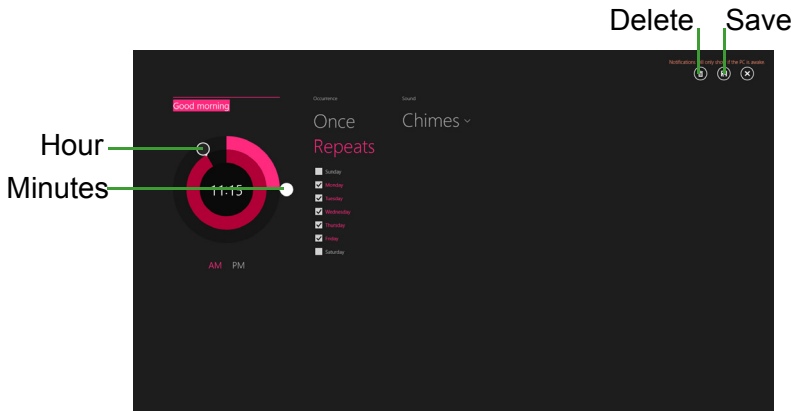 Delete Save
Notifications will only show if the PC is awake.
Good morning
Occurrence
Sound
Once
Chimes
Repeats
Hour
Minutes
11:15
Sunday
Monday
Tuesday
Wednesday
Thursday
Friday
Saturday
AM PM